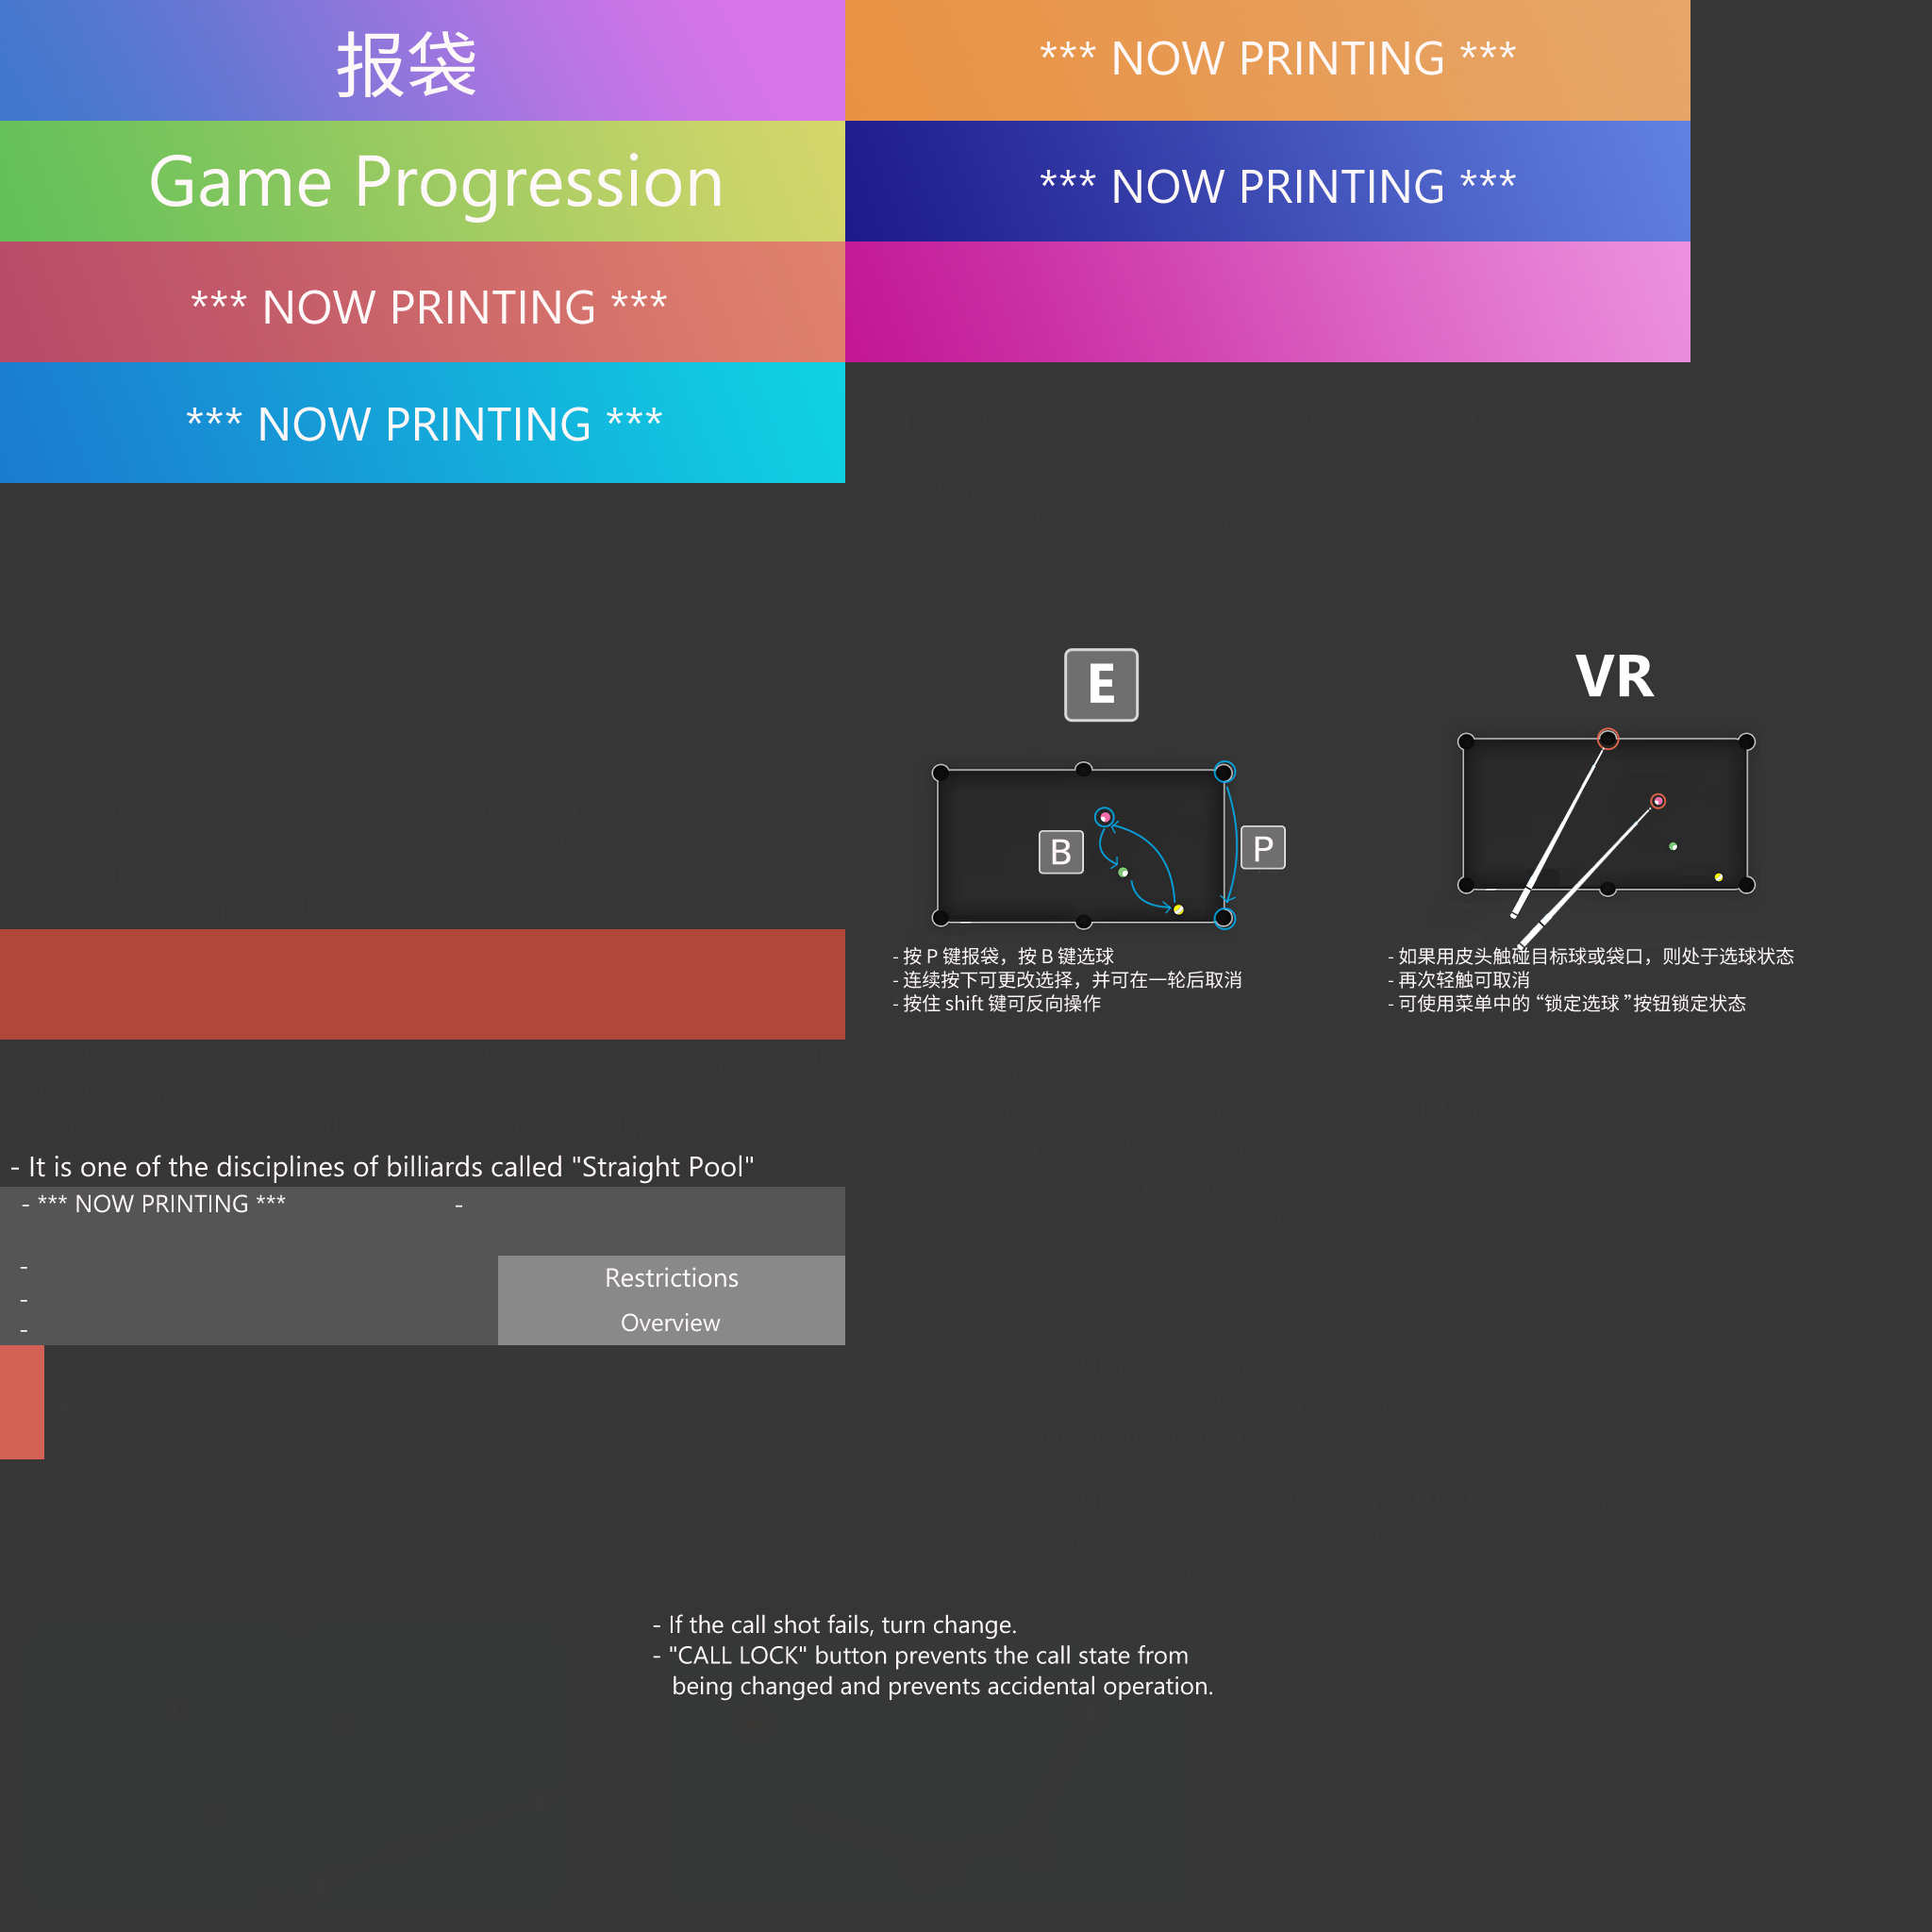 报袋
*** NOW PRINTING ***
Game Progression
*** NOW PRINTING ***
*** NOW PRINTING ***
*** NOW PRINTING ***
E
VR
B
P
- 按 P 键报袋，按 B 键选球
- 连续按下可更改选择，并可在一轮后取消
- 按住 shift 键可反向操作
- 如果用皮头触碰目标球或袋口，则处于选球状态
- 再次轻触可取消
- 可使用菜单中的 “锁定选球 ”按钮锁定状态
- It is one of the disciplines of billiards called "Straight Pool"
- *** NOW PRINTING ***
-
-
-
-
Restrictions
Overview
- If the call shot fails, turn change.
- "CALL LOCK" button prevents the call state from
being changed and prevents accidental operation.